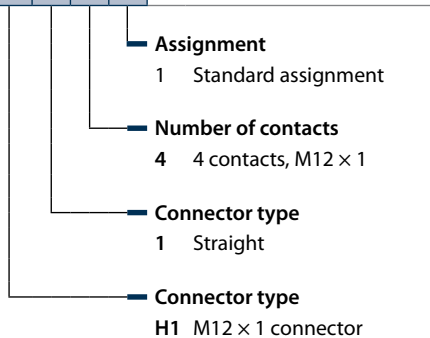 Assignment
1 Standard assignment
Number of contacts
4 4 contacts, M12 × 1
Connector type
1 Straight
Connector type
H1 M12 × 1 connector